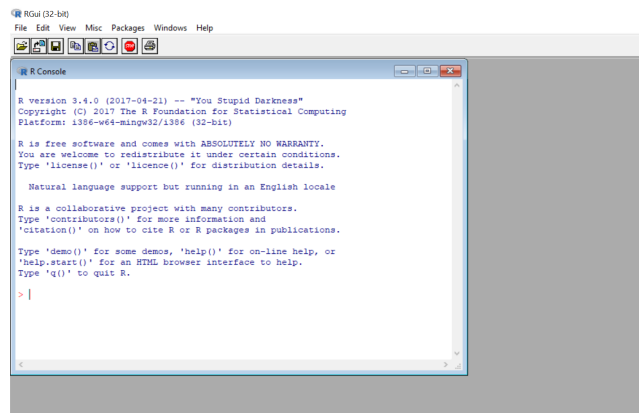 RGui (32-bit)
File Edit View Misc Packages Windows Help
STOP
R Console
R version 3.4.0 (2017-04-21) -- "You Stupid Darkness"
Copyright (C) 2017 The R Foundation for Statistical Computing
Platform: i386-w64-mingw32/i386 (32-bit)
R is free software and comes with ABSOLUTELY NO WARRANTY.
You are welcome to redistribute it under certain conditions.
Type 'license()' or 'licence()' for distribution details.
Natural language support but running in an English locale
R is a collaborative project with many contributors.
Type 'contributors()' for more information and
'citation()' on how to cite R or R packages in publications.
Type 'demo()' for some demos, 'help()' for on-line help, or
'help.start()' for an HTML browser interface to help.
Type 'q()' to quit R.
>